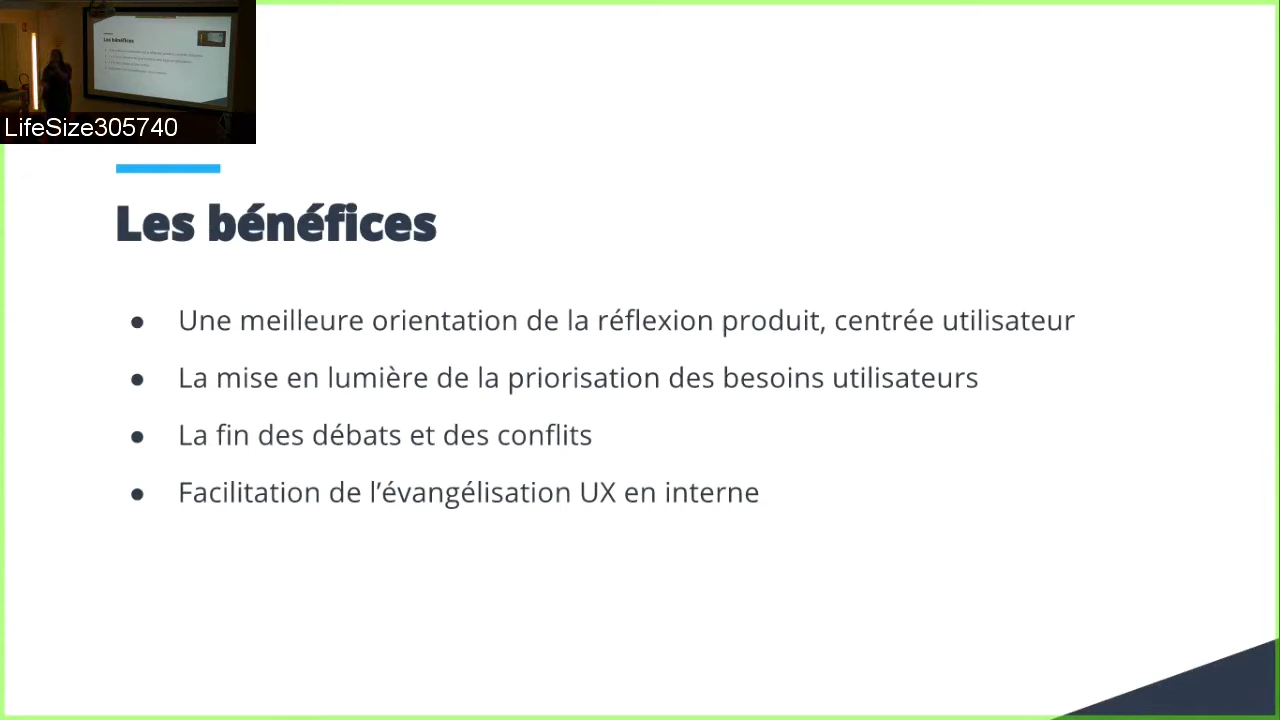 LifeSize305740
Les bénéfices
● Une meilleure orientation de la réflexion produit, centrée utilisateur
● La mise en lumière de la priorisation des besoins utilisateurs
● La fin des débats et des conflits
● Facilitation de l’évangélisation UX en interne